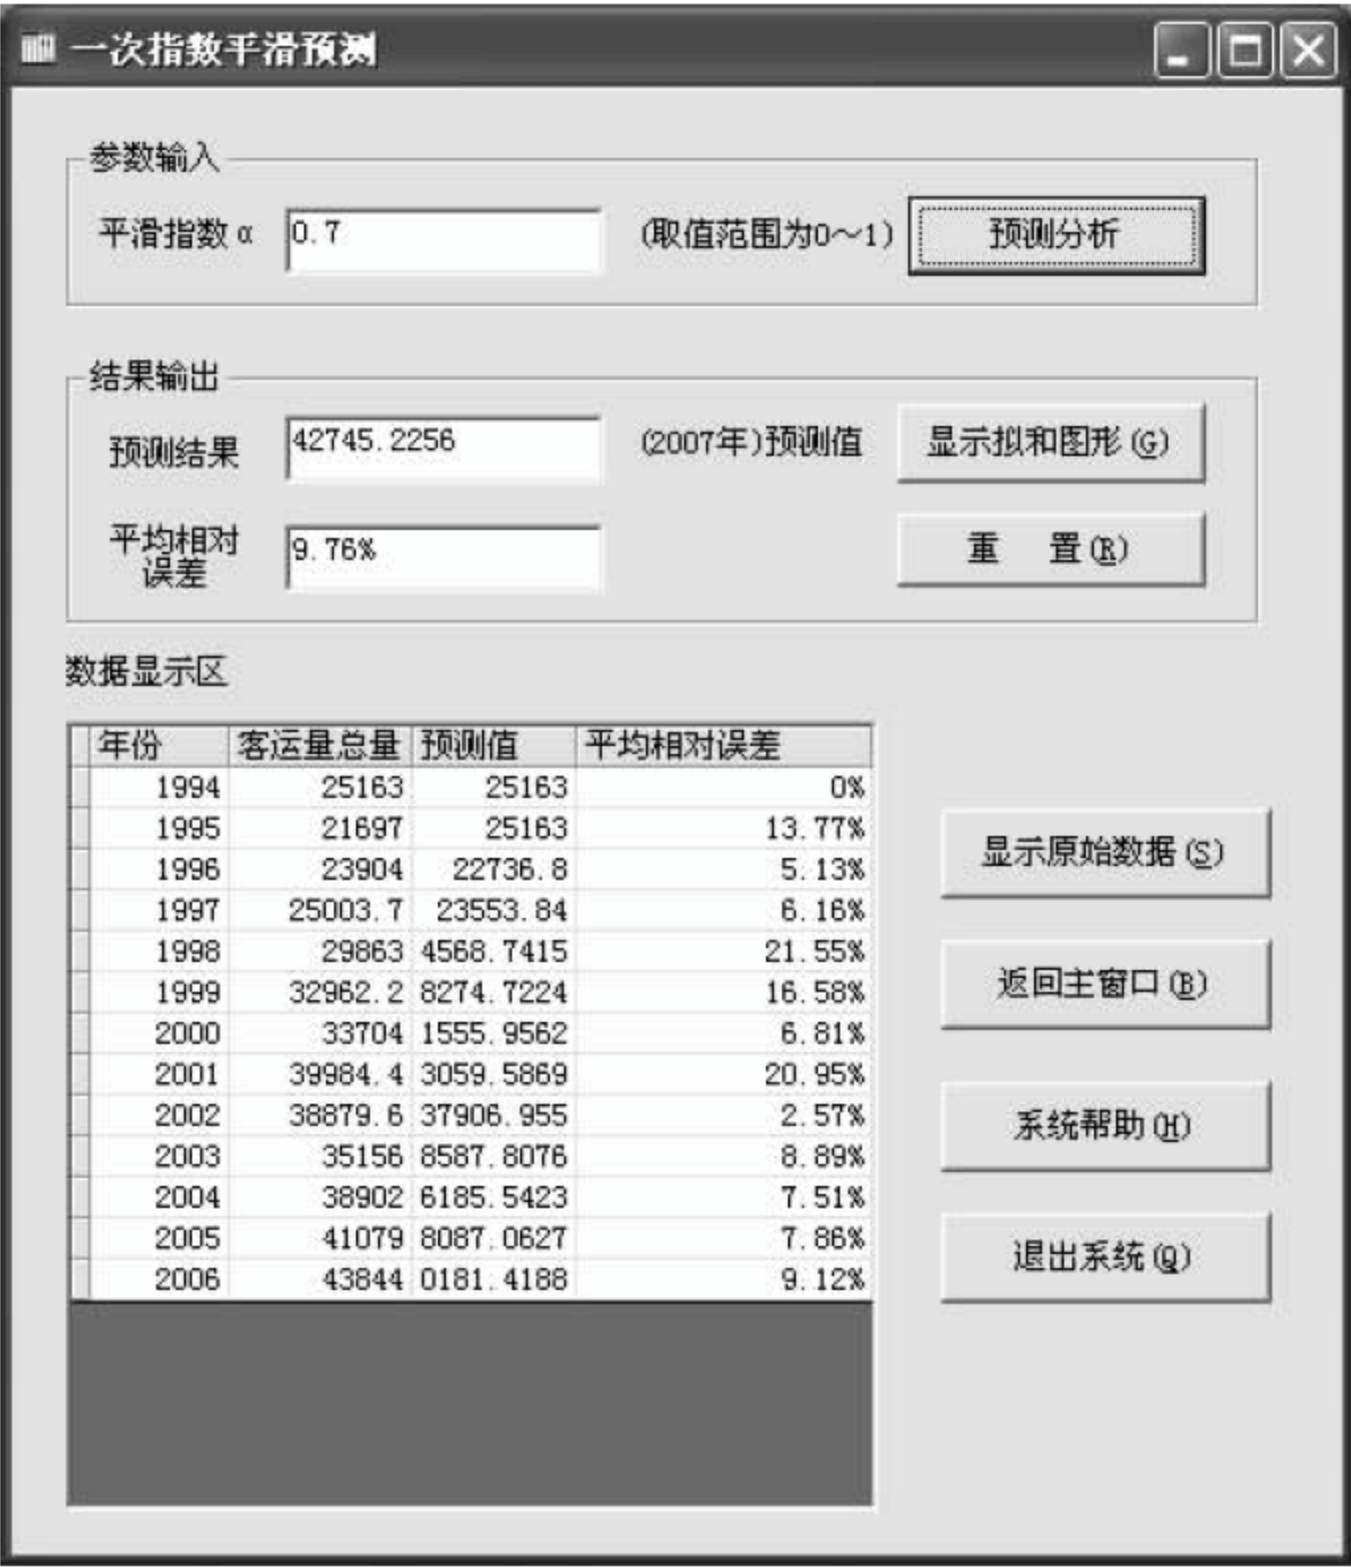 一次指数平滑预测
参数输入
平滑指数α 0.7 (取值范围为0～1) 预测分析
结果输出
预测结果 42745.2256 (2007年)预测值 显示拟和图形(G)
平均相对
误差 9.76% 重 置(R)
数据显示区
年份 客运量总量 预测值 平均相对误差
1994 25163 25163 0%
1995 21697 25163 13.77%
1996 23904 22736.8 5.13%
1997 25003.7 23553.84 6.16%
1998 29863 4568.7415 21.55%
1999 32962.2 8274.7224 16.58%
2000 33704 1555.9562 6.81%
2001 39984.4 3059.5869 20.95%
2002 38879.6 37906.955 2.57%
2003 35156 8587.8076 8.89%
2004 38902 6185.5423 7.51%
2005 41079 8087.0627 7.86%
2006 43844 0181.4188 9.12%
显示原始数据(S)
返回主窗口(B)
系统帮助(H)
退出系统(Q)